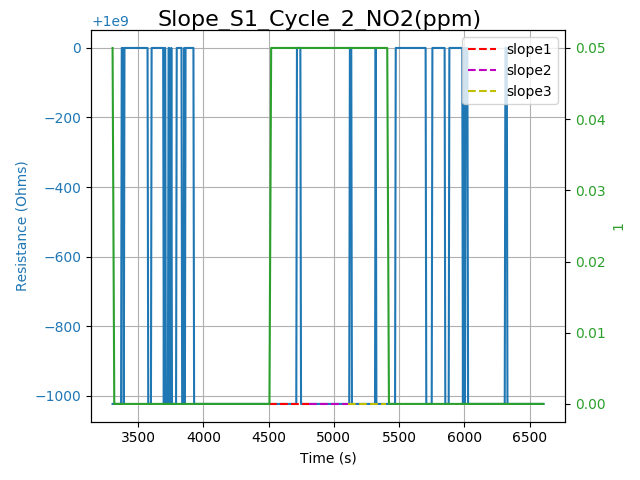 Slope_S1_Cycle_2_NO2(ppm)
+1e9
0
−200
−400
−600
−800
−1000
Resistance (Ohms)
slope1
slope2
slope3
0.05
0.04
0.03
0.02
0.01
0.00
1
3500 4000 4500 5000 5500 6000 6500
Time (s)